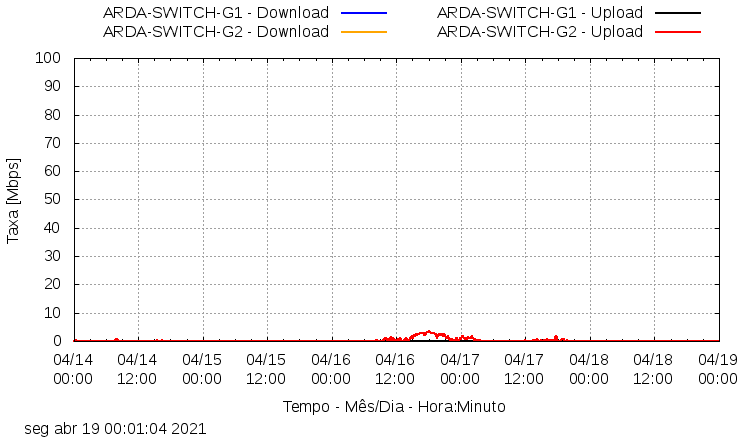 ARDA-SWITCH-G1 - Download ARDA-SWITCH-G1 - Upload
ARDA-SWITCH-G2 - Download ARDA-SWITCH-G2 - Upload
100
90
80
70
60
50
40
30
20
10
0
Taxa [Mbps]
04/14 04/14 04/15 04/15 04/16 04/16 04/17 04/17 04/18 04/18 04/19
00:00 12:00 00:00 12:00 00:00 12:00 00:00 12:00 00:00 12:00 00:00
Tempo - Mês/Dia - Hora:Minuto
seg abr 19 00:01:04 2021